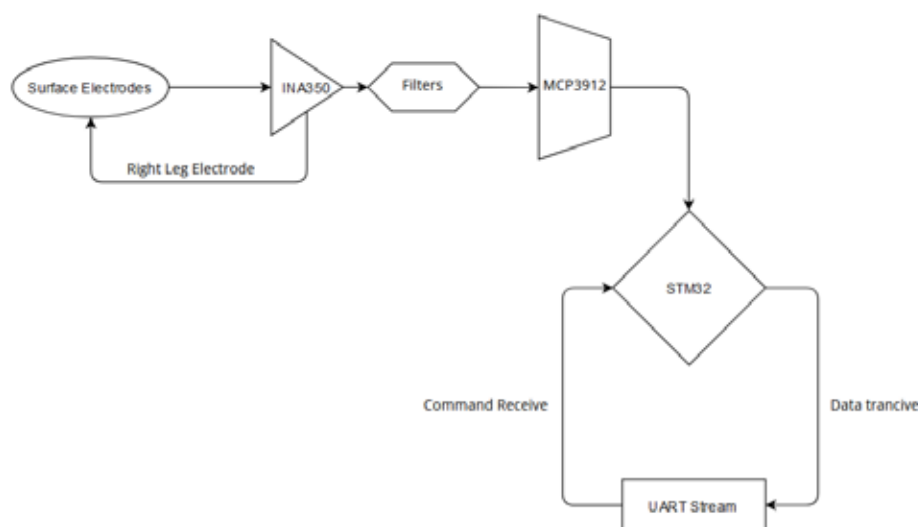 Surface Electrodes
INA350
Filters
MCP3912
Right Leg Electrode
STM32
Command Receive
Data trancive
UART Stream